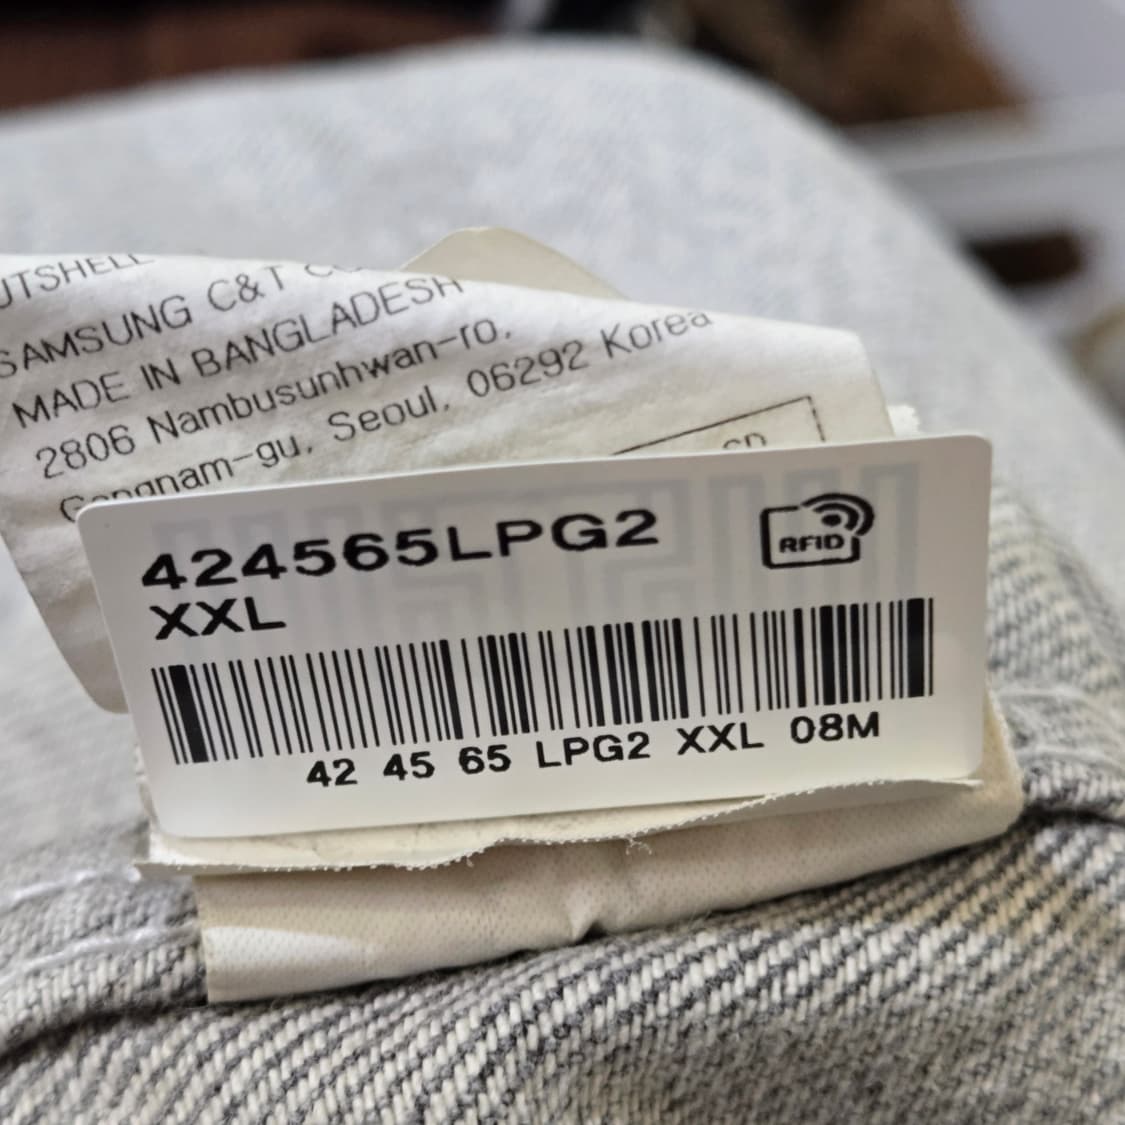 UTSHELL
SAMSUNG C&T
MADE IN BANGLADESH
2806 Nambusunhwan-ro,
Gangnam-gu, Seoul, 06292 Korea
424565LPG2
RFID
XXL
42 45 65 LPG2 XXL 08M